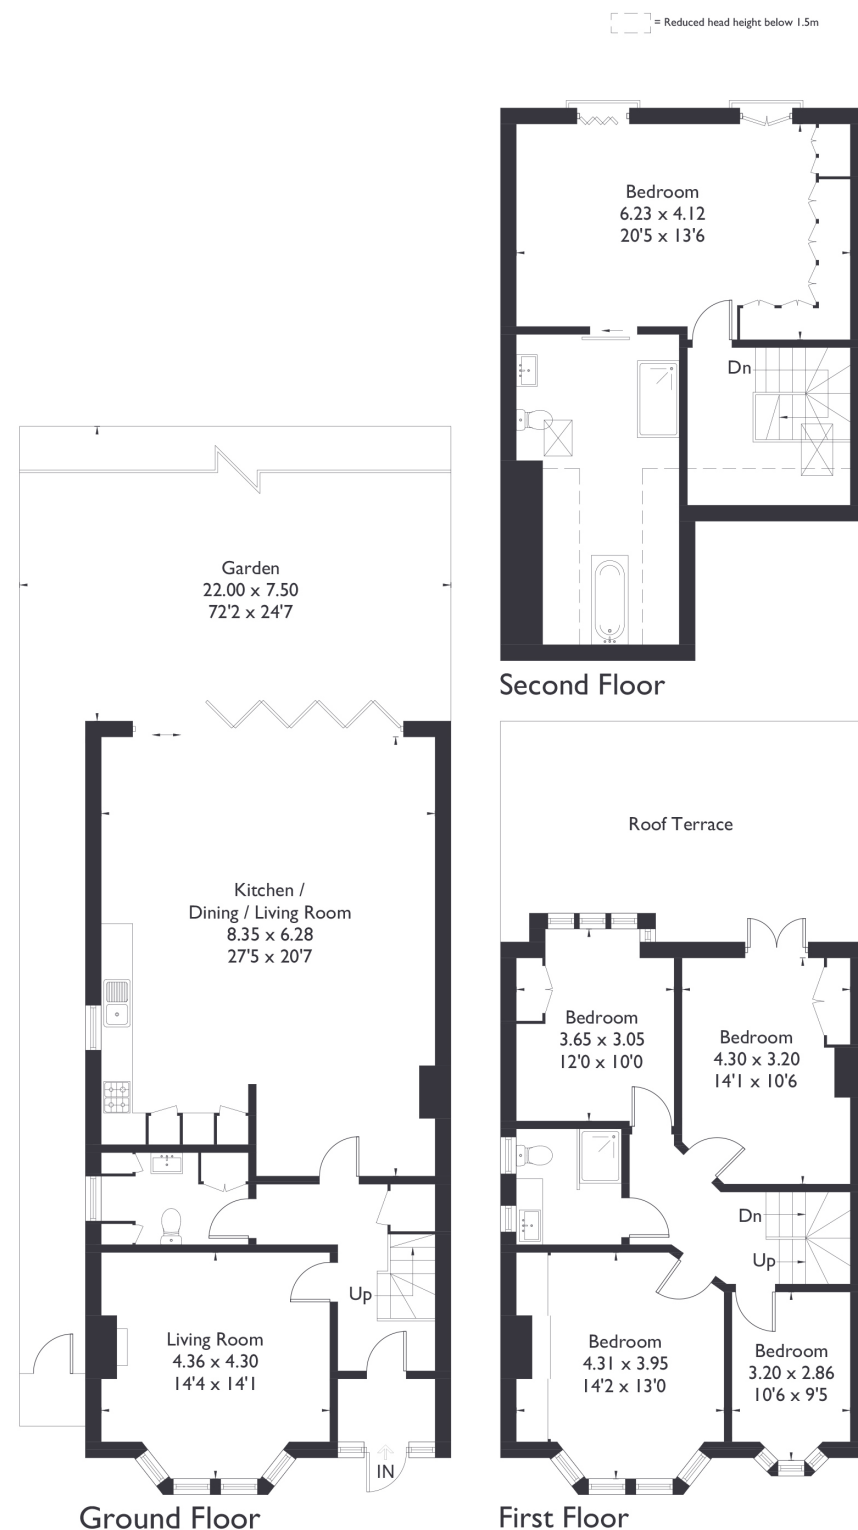 = Reduced head height below 1.5m
Bedroom
6.23 x 4.12
20'5 x 13'6
Dn
Second Floor
Garden
22.00 x 7.50
72'2 x 24'7
Kitchen /
Dining / Living Room
8.35 x 6.28
27'5 x 20'7
Up
Living Room
4.36 x 4.30
14'4 x 14'1
IN
Ground Floor
Roof Terrace
Bedroom
3.65 x 3.05
12'0 x 10'0
Bedroom
4.30 x 3.20
14'1 x 10'6
Dn
Up
Bedroom
4.31 x 3.95
14'2 x 13'0
Bedroom
3.20 x 2.86
10'6 x 9'5
First Floor